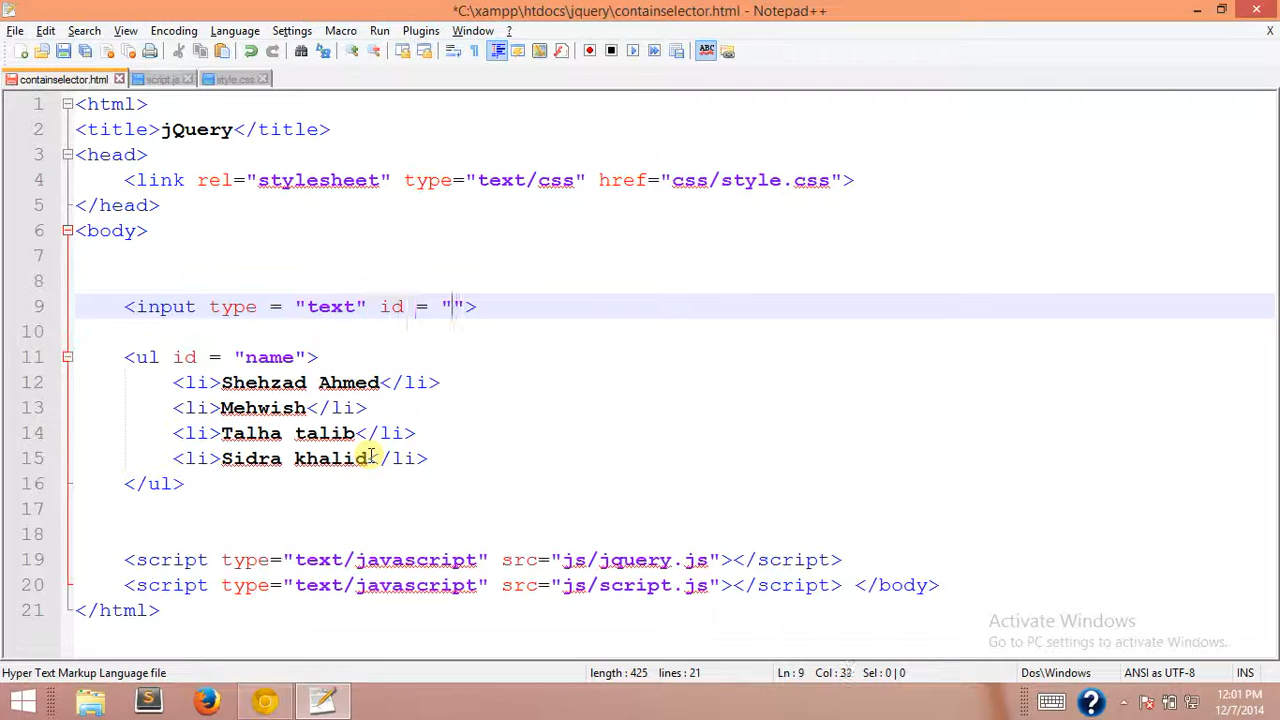 *C:\xampp\htdocs\jquery\containselector.html - Notepad++
File Edit Search View Encoding Language Settings Macro Run Plugins Window ? X
containselector.html script.js style.css
1 <html>
2 <title>jQuery</title>
3 <head>
4 <link rel="stylesheet" type="text/css" href="css/style.css">
5 </head>
6 <body>
7
8
9 <input type = "text" id = "">
10
11 <ul id = "name">
12 <li>Shehzad Ahmed</li>
13 <li>Mehwish</li>
14 <li>Talha talib</li>
15 <li>Sidra khalid</li>
16 </ul>
17
18
19 <script type="text/javascript" src="js/jquery.js"></script>
20 <script type="text/javascript" src="js/script.js"></script> </body>
21 </html>
Activate Windows
Go to PC settings to activate Windows.
Hyper Text Markup Language file length : 425 lines : 21 Ln : 9 Col : 32 Sel : 0 | 0 Dos\Windows ANSI as UTF-8 INS
12:01 PM
12/7/2014